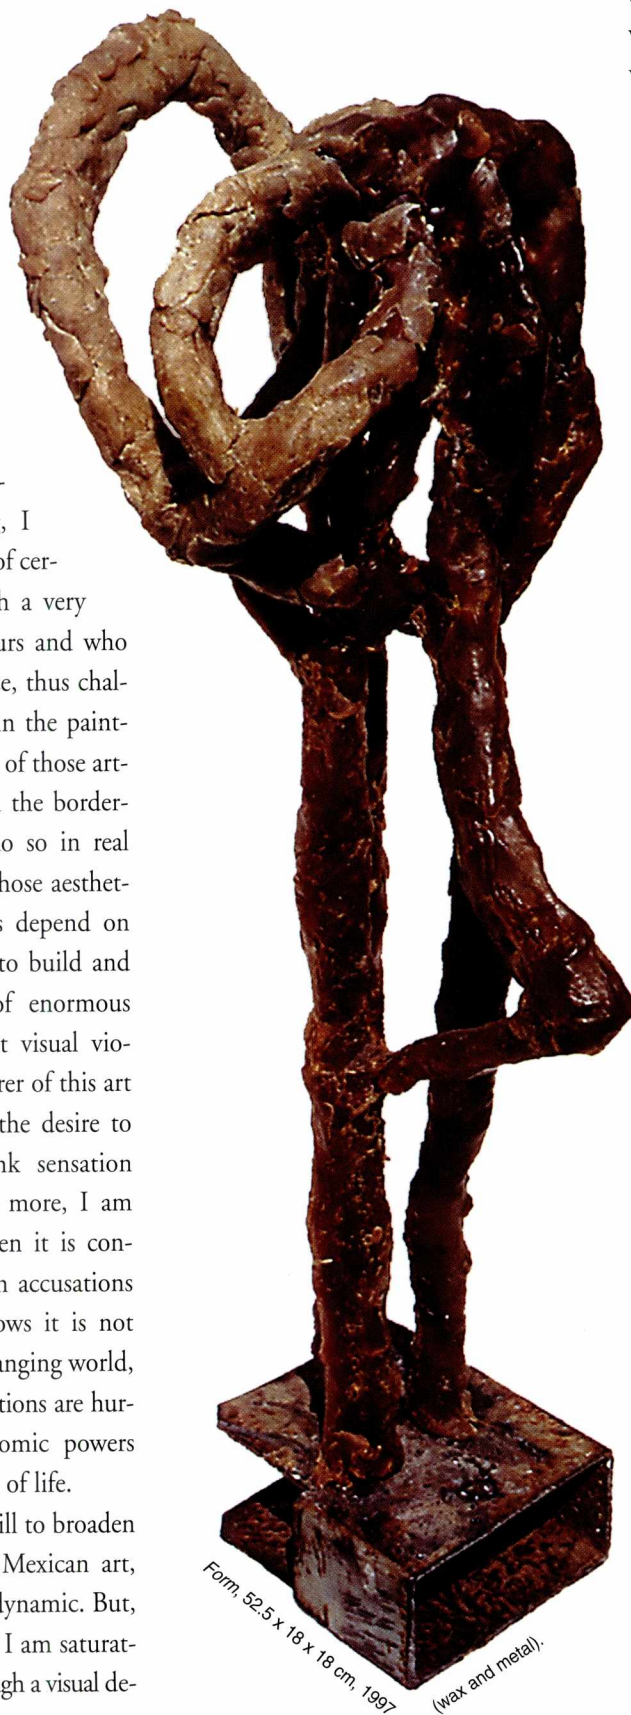 -
, I
of cer-
h a very
urs and who
e, thus chal-
in the paint-
of those art-
the border-
o so in real
hose aesthet-
s depend on
to build and
of enormous
t visual vio-
rer of this art
the desire to
nk sensation
more, I am
en it is con-
n accusations
ows it is not
anging world,
tions are hur-
omic powers
of life.
ill to broaden
Mexican art,
dynamic. But,
I am saturat-
gh a visual de-
Form, 52.5 x 18 x 18 cm, 1997
(wax and metal).